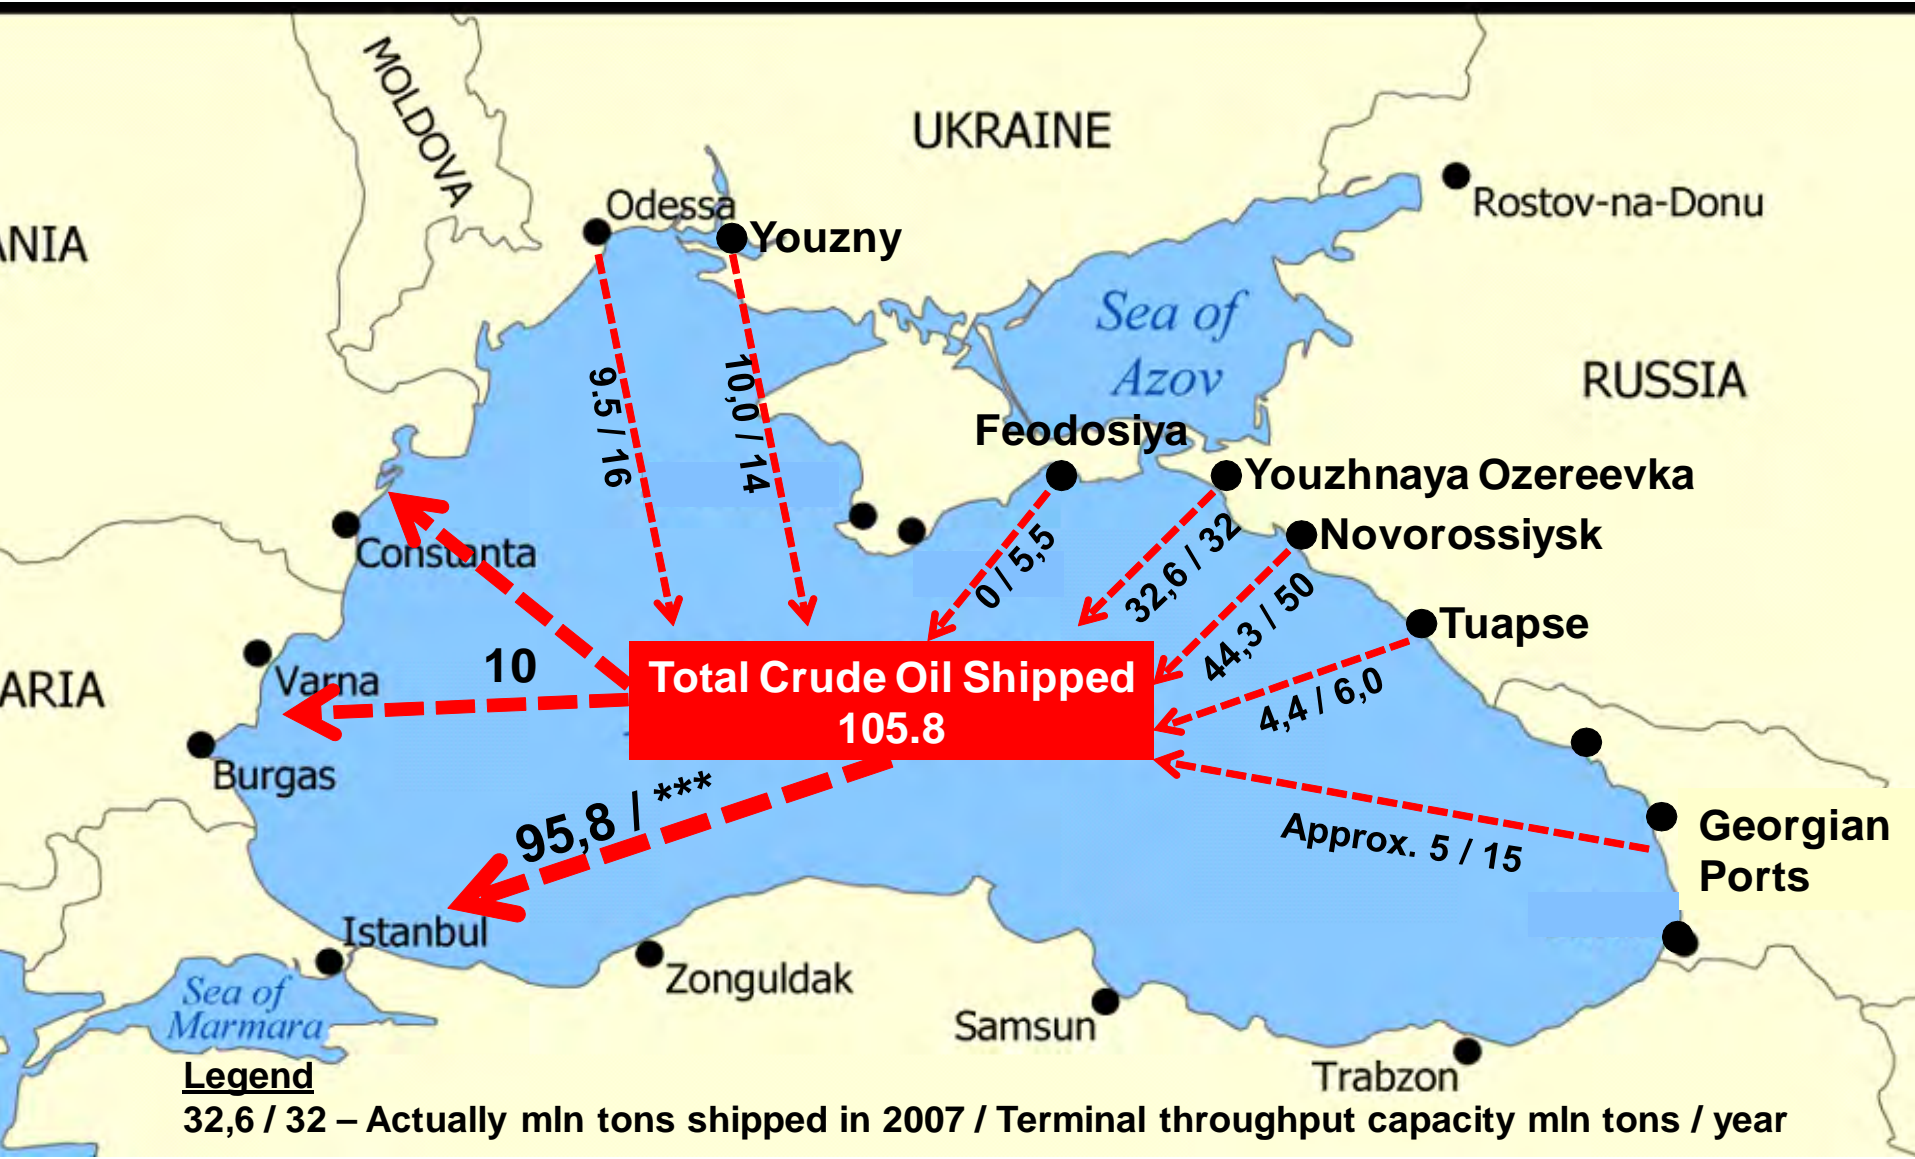 MOLDOVA
UKRAINE
Odessa
Youzny
Rostov-na-Donu
ANIA
Sea of
Azov
RUSSIA
9.5 / 16
10,0 / 14
Feodosiya
Youzhnaya Ozereevka
Novorossiysk
Constanta
0 / 5,5
32,6 / 32
44,3 / 50
Tuapse
Varna
10
Total Crude Oil Shipped
105.8
4,4 / 6,0
ARIA
Burgas
95,8 / ***
Approx. 5 / 15
Georgian
Ports
Istanbul
Zonguldak
Sea of
Marmara
Samsun
Trabzon
Legend
32,6 / 32 – Actually mln tons shipped in 2007 / Terminal throughput capacity mln tons / year